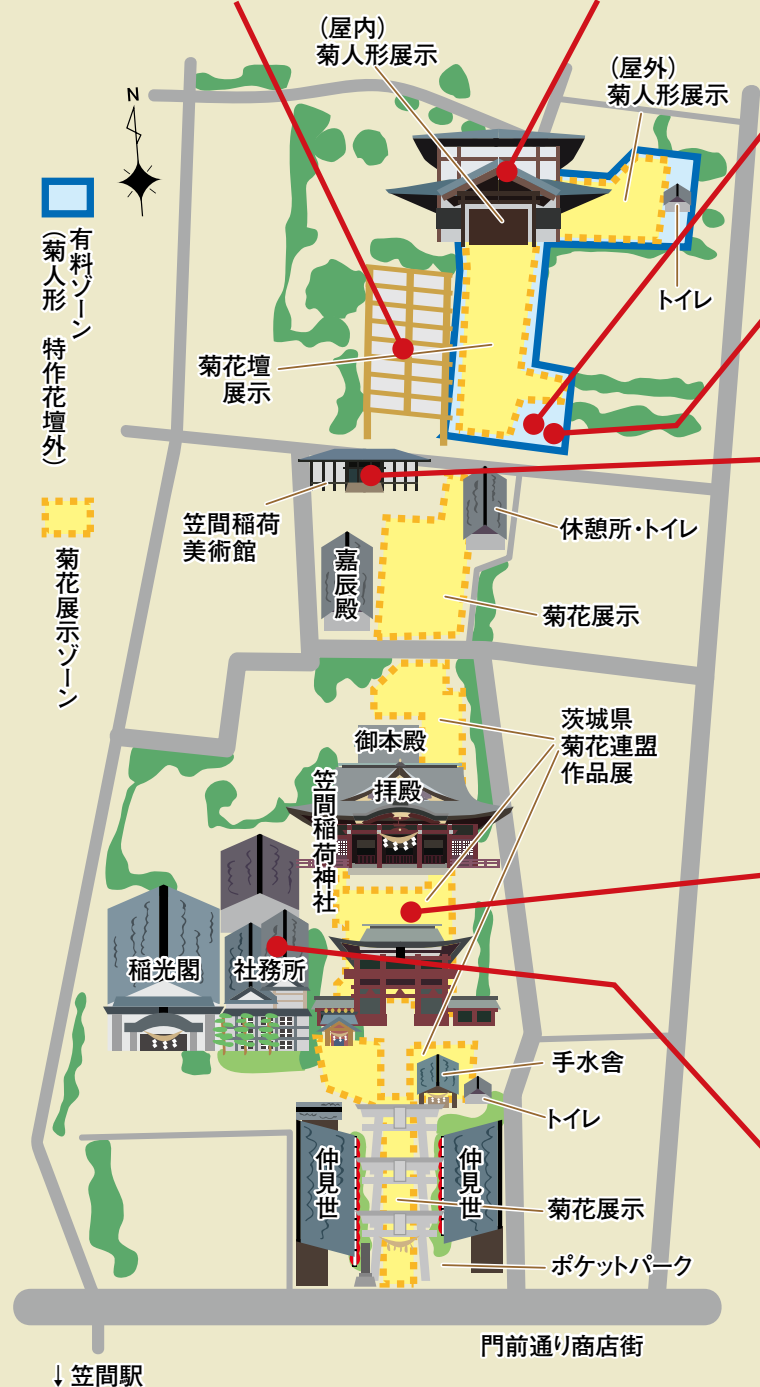 （屋内）
菊人形展示
（屋外）
菊人形展示
N
有料ゾーン
（菊人形　特作花壇外）
トイレ
菊花壇
展示
菊花展示ゾーン
笠間稲荷
美術館
休憩所・トイレ
嘉辰殿
菊花展示
茨城県
菊花連盟
作品展
御本殿
拝殿
笠間稲荷神社
稲光閣
社務所
手水舎
トイレ
仲見世
仲見世
菊花展示
ポケットパーク
門前通り商店街
↓笠間駅